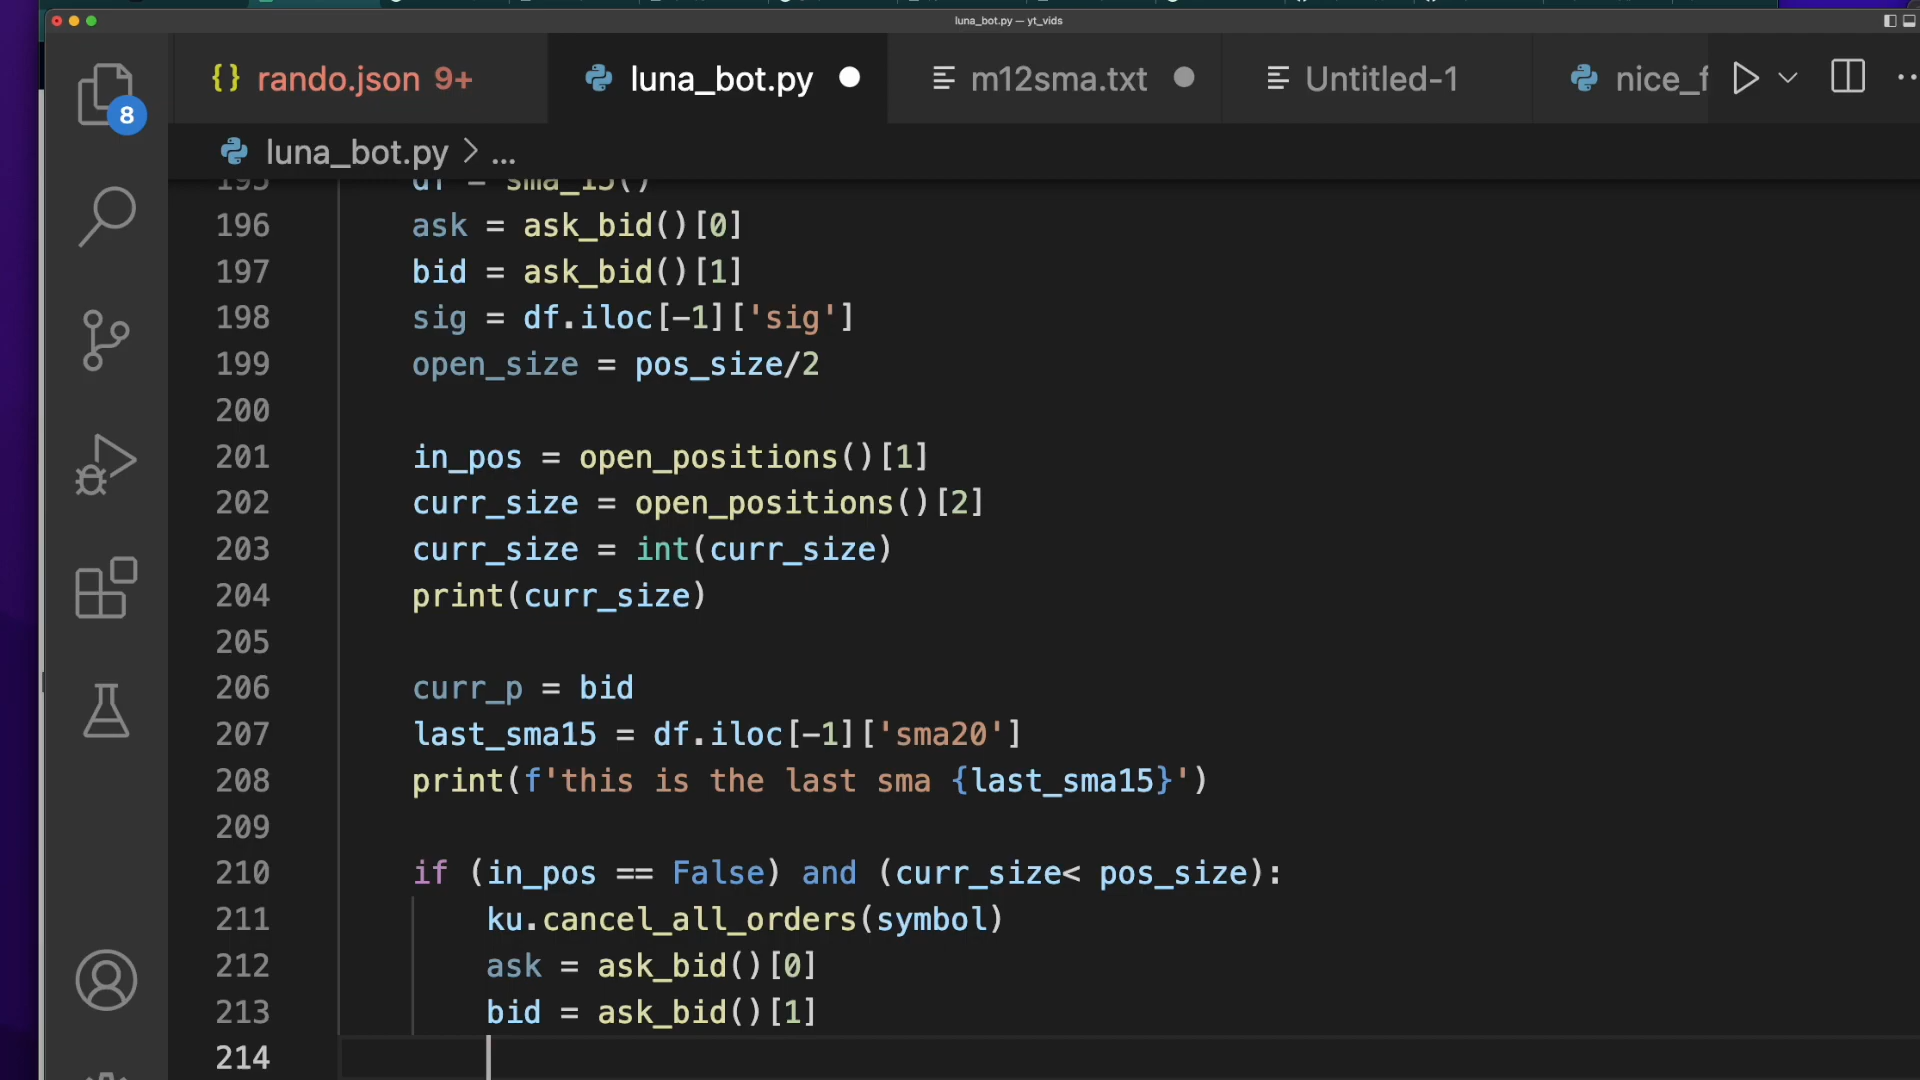 luna_bot.py — yt_vids
{} rando.json 9+ luna_bot.py m12sma.txt Untitled-1 nice_f
8
luna_bot.py > ...
195 df = sma_15()
196 ask = ask_bid()[0]
197 bid = ask_bid()[1]
198 sig = df.iloc[-1]['sig']
199 open_size = pos_size/2
200
201 in_pos = open_positions()[1]
202 curr_size = open_positions()[2]
203 curr_size = int(curr_size)
204 print(curr_size)
205
206 curr_p = bid
207 last_sma15 = df.iloc[-1]['sma20']
208 print(f'this is the last sma {last_sma15}')
209
210 if (in_pos == False) and (curr_size< pos_size):
211 ku.cancel_all_orders(symbol)
212 ask = ask_bid()[0]
213 bid = ask_bid()[1]
214